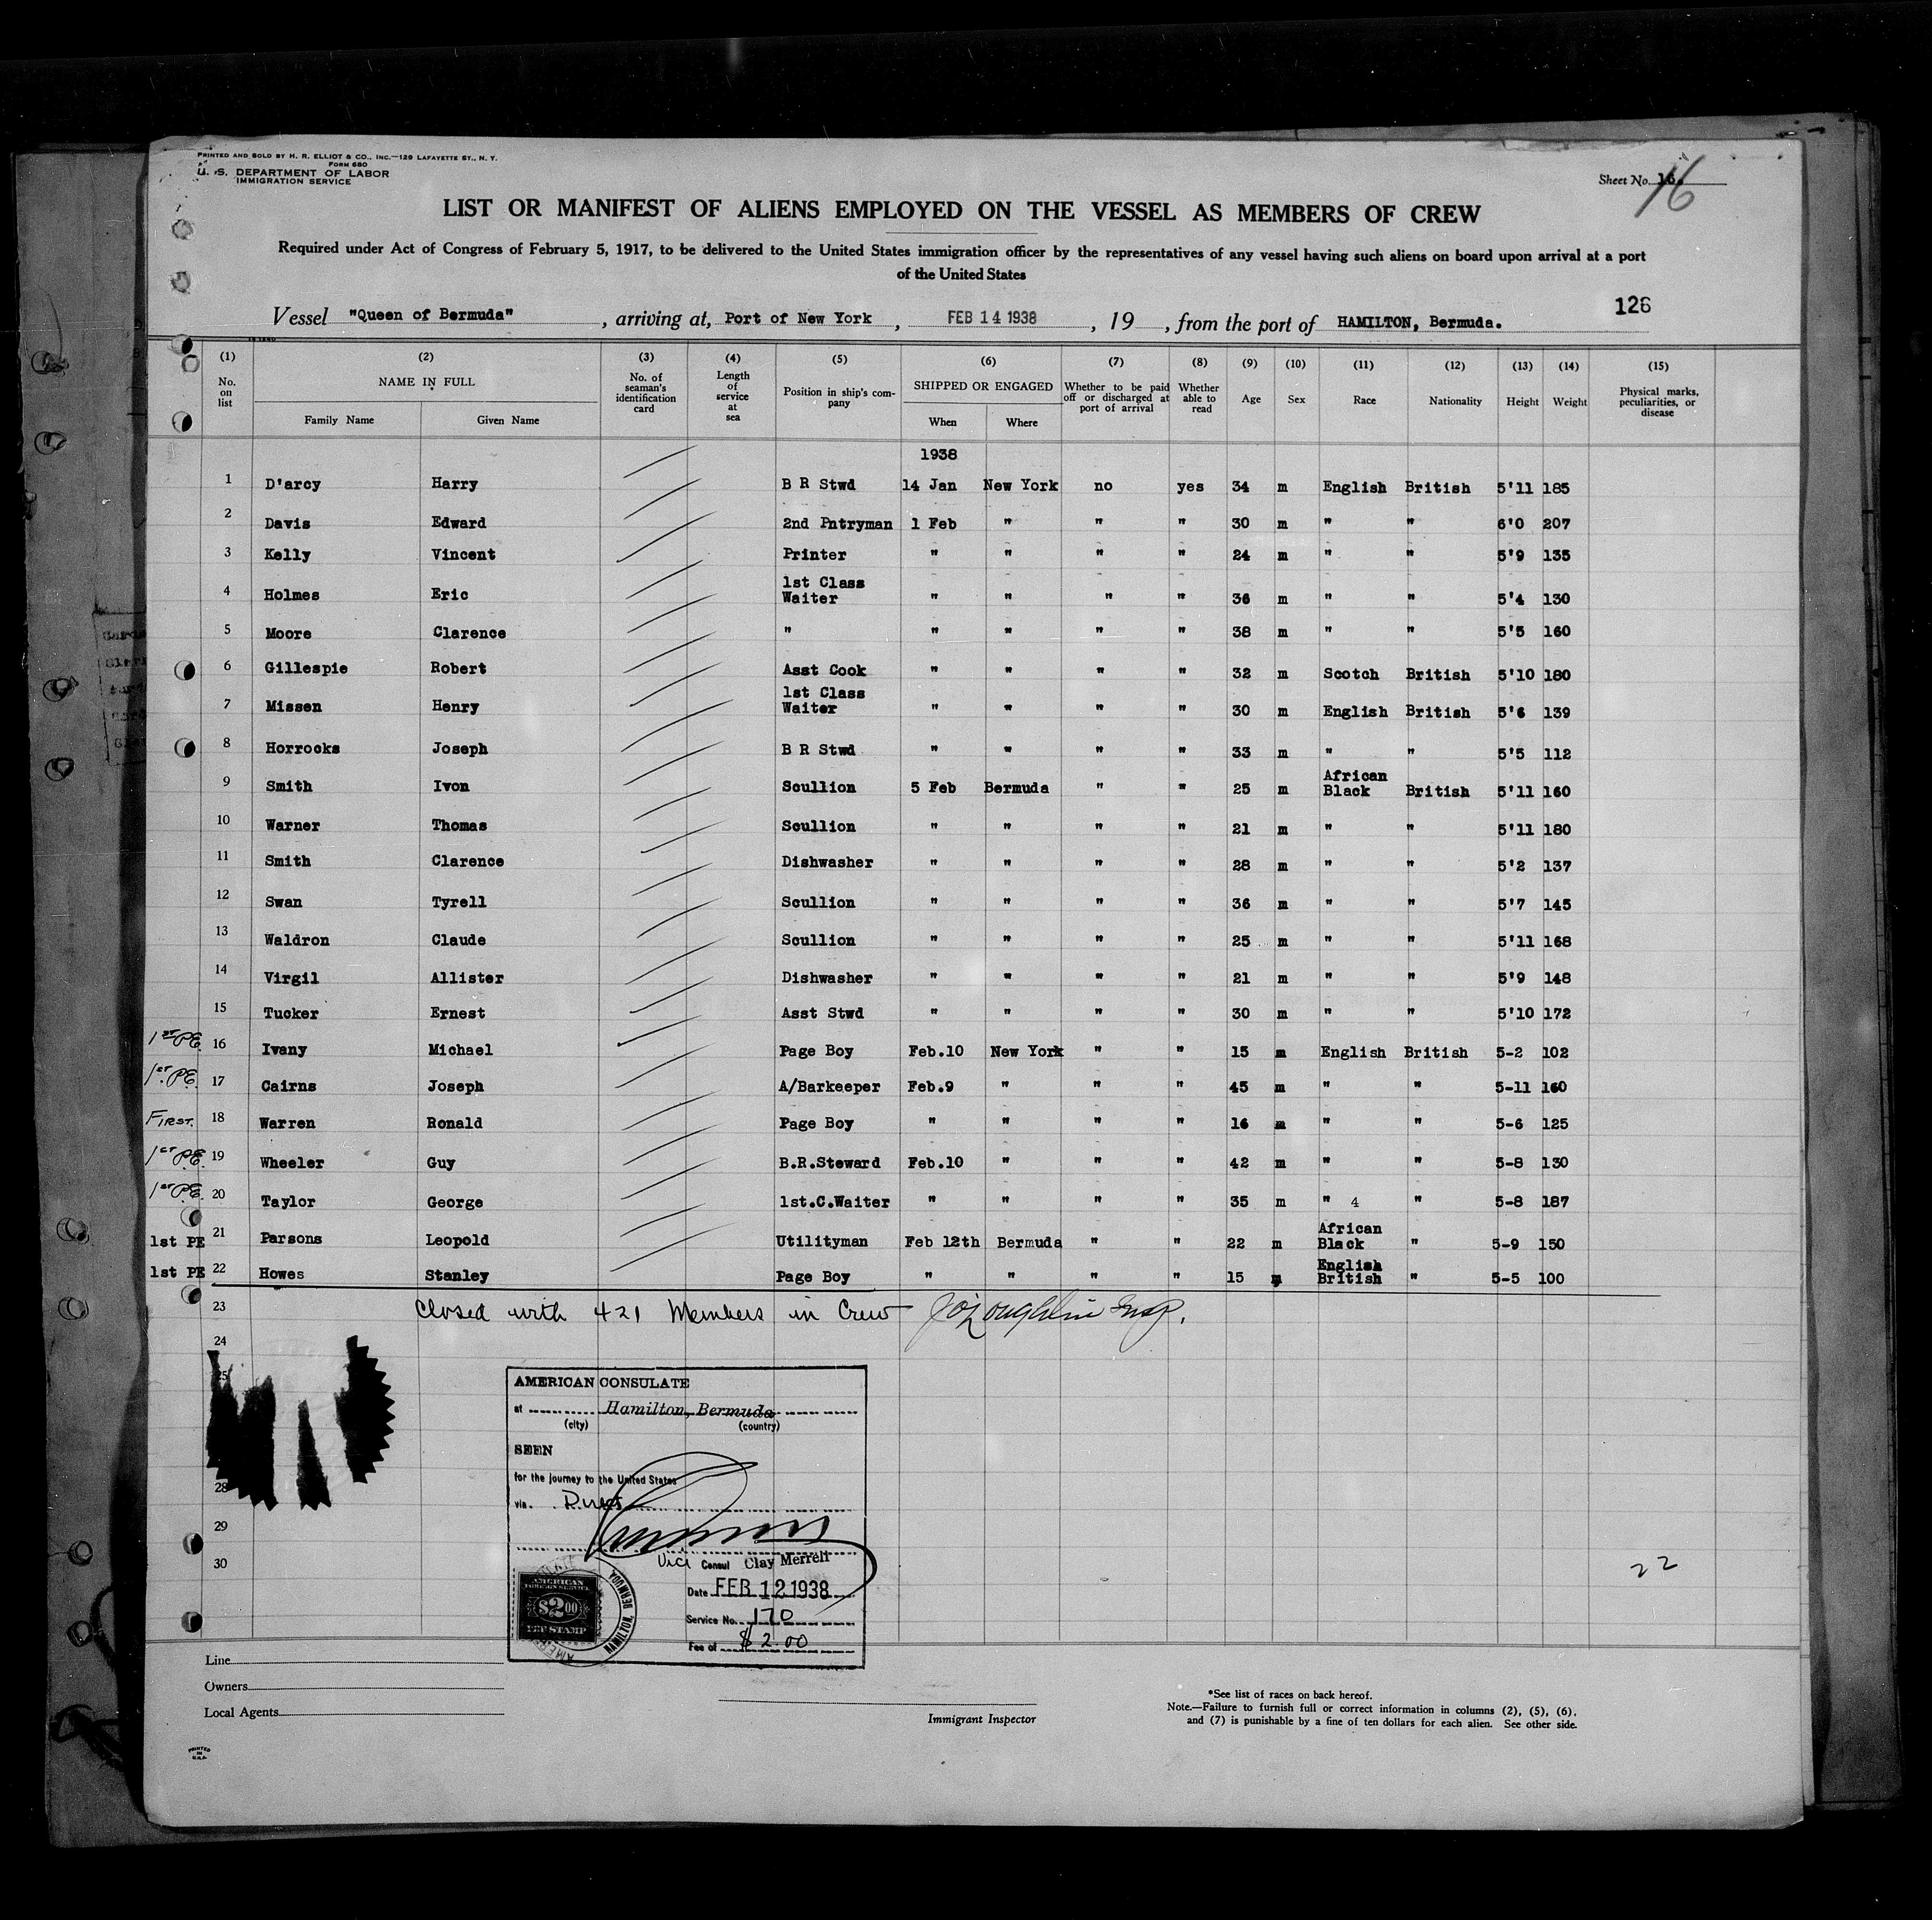 PRINTED AND SOLD BY H. R. ELLIOT & CO., INC.—129 LAFAYETTE ST., N. Y.
FORM 680
U. S. DEPARTMENT OF LABOR
IMMIGRATION SERVICE
Sheet No. 16.
16
LIST OR MANIFEST OF ALIENS EMPLOYED ON THE VESSEL AS MEMBERS OF CREW
Required under Act of Congress of February 5, 1917, to be delivered to the United States immigration officer by the representatives of any vessel having such aliens on board upon arrival at a port
of the United States
126
Vessel "Queen of Bermuda", arriving at, Port of New York, FEB 14 1938, 19 , from the port of HAMILTON, Bermuda.
(1) (2) (3) (4) (5) (6) (7) (8) (9) (10) (11) (12) (13) (14) (15)
No. on list NAME IN FULL Family Name Given Name No. of seaman's identification card Length of service at sea Position in ship's company SHIPPED OR ENGAGED When Where Whether to be paid off or discharged at port of arrival Whether able to read Age Sex Race Nationality Height Weight Physical marks, peculiarities, or disease
1938
1 D'arcy Harry B R Stwd 14 Jan New York no yes 34 m English British 5'11 185
2 Davis Edward 2nd Pntryman 1 Feb " " " 30 m " " 6'0 207
3 Kelly Vincent Printer " " " " 24 m " " 5'9 135
4 Holmes Eric 1st Class Waiter " " " " 36 m " " 5'4 130
5 Moore Clarence " " " " " 38 m " " 5'5 160
6 Gillespie Robert Asst Cook " " " " 32 m Scotch British 5'10 180
7 Missen Henry 1st Class Waiter " " " " 30 m English British 5'6 139
8 Horrocks Joseph B R Stwd " " " " 33 m " " 5'5 112
9 Smith Ivon Scullion 5 Feb Bermuda " " 25 m African Black British 5'11 160
10 Warner Thomas Scullion " " " " 21 m " " 5'11 180
11 Smith Clarence Dishwasher " " " " 28 m " " 5'2 137
12 Swan Tyrell Scullion " " " " 36 m " " 5'7 145
13 Waldron Claude Scullion " " " " 25 m " " 5'11 168
14 Virgil Allister Dishwasher " " " " 21 m " " 5'9 148
15 Tucker Ernest Asst Stwd " " " " 30 m " " 5'10 172
1st P.E. 16 Ivany Michael Page Boy Feb.10 New York " " 15 m English British 5-2 102
1st P.E. 17 Cairns Joseph A/Barkeeper Feb.9 " " " 45 m " " 5-11 160
FIRST. 18 Warren Ronald Page Boy " " " " 16 m " " 5-6 125
1st P.E. 19 Wheeler Guy B.R.Steward Feb.10 " " " 42 m " " 5-8 130
1st P.E. 20 Taylor George 1st.C.Waiter " " " " 35 m " 4 " 5-8 187
1st PE 21 Parsons Leopold Utilityman Feb 12th Bermuda " " 22 m African Black " 5-9 150
1st PE 22 Howes Stanley Page Boy " " " " 15 m English British " 5-5 100
23 Closed with 421 Members in Crew J O'Loughlin Insp.
24
25
28
29
30
22
AMERICAN CONSULATE
at Hamilton, Bermuda
(city) (country)
SEEN
for the journey to the United States
via. Direct
Vice Consul Clay Merrell
Date FEB 12 1938
Service No. 170
Fee of $2.00
AMERICAN
FOREIGN SERVICE
$2.00
FEE STAMP
HAMILTON, BERMUDA
Line
Owners
Local Agents
Immigrant Inspector
*See list of races on back hereof.
Note.—Failure to furnish full or correct information in columns (2), (5), (6),
and (7) is punishable by a fine of ten dollars for each alien. See other side.
PRINTED
IN
U.S.A.